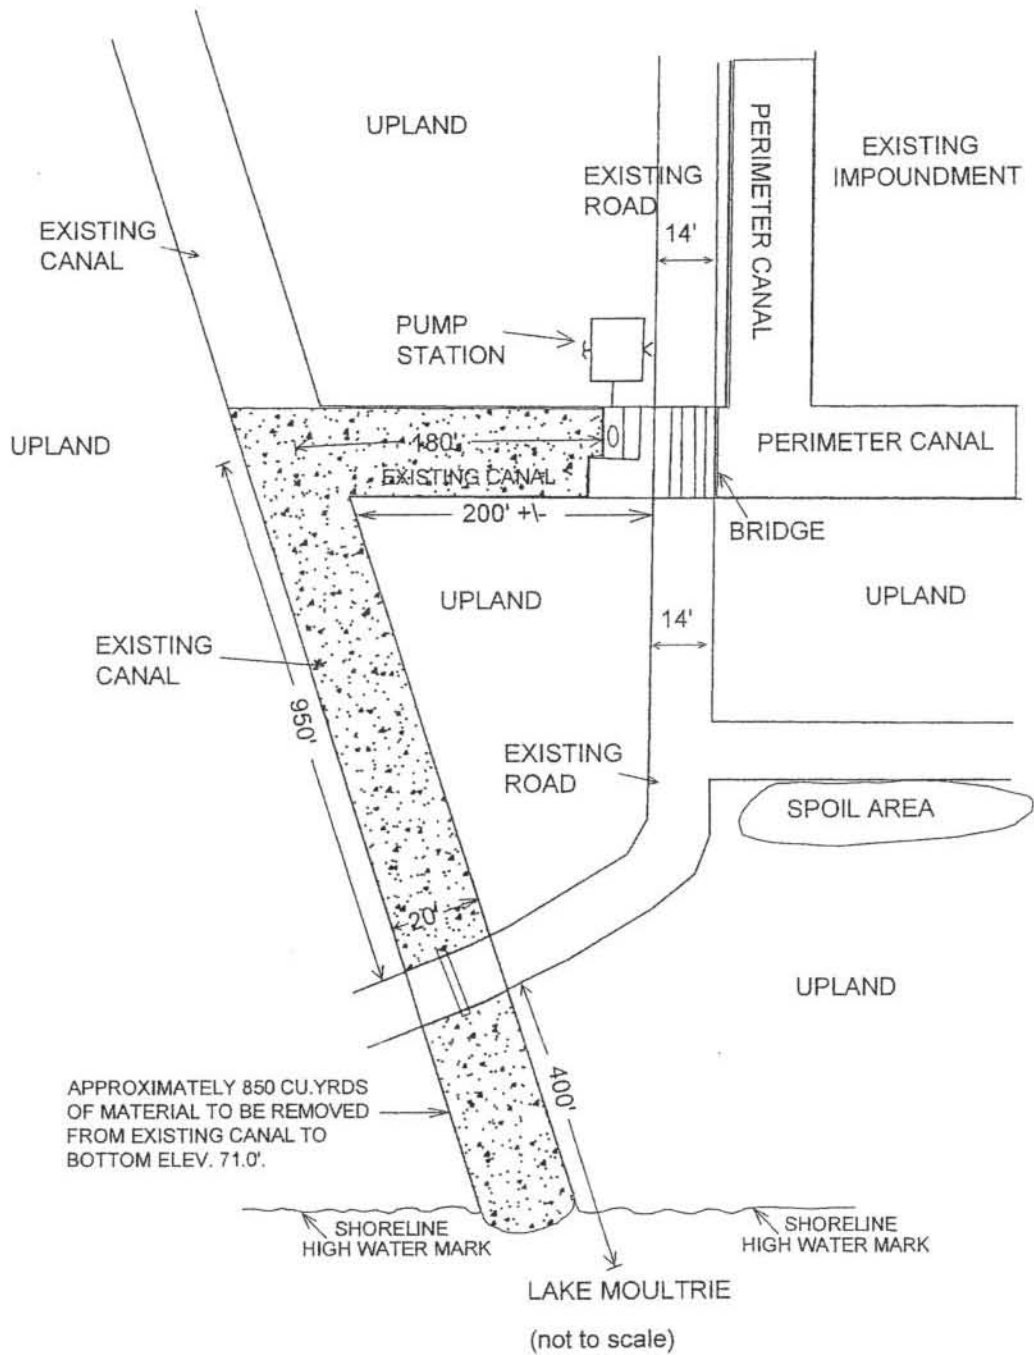 UPLAND
PERIMETER CANAL
EXISTING
IMPOUNDMENT
EXISTING
ROAD
14'
EXISTING
CANAL
PUMP
STATION
UPLAND
180'
EXISTING CANAL
200' +\-
PERIMETER CANAL
BRIDGE
UPLAND
UPLAND
14'
EXISTING
CANAL
950'
EXISTING
ROAD
SPOIL AREA
20'
UPLAND
400'
APPROXIMATELY 850 CU.YRDS
OF MATERIAL TO BE REMOVED
FROM EXISTING CANAL TO
BOTTOM ELEV. 71.0'.
SHORELINE
HIGH WATER MARK
SHORELINE
HIGH WATER MARK
LAKE MOULTRIE
(not to scale)